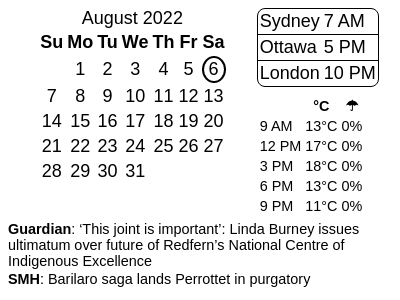 August 2022
Su Mo Tu We Th Fr Sa
1 2 3 4 5 6
7 8 9 10 11 12 13
14 15 16 17 18 19 20
21 22 23 24 25 26 27
28 29 30 31
Sydney 7 AM
Ottawa 5 PM
London 10 PM
°C ☂
9 AM 13°C 0%
12 PM 17°C 0%
3 PM 18°C 0%
6 PM 13°C 0%
9 PM 11°C 0%
Guardian: ‘This joint is important’: Linda Burney issues
ultimatum over future of Redfern’s National Centre of
Indigenous Excellence
SMH: Barilaro saga lands Perrottet in purgatory